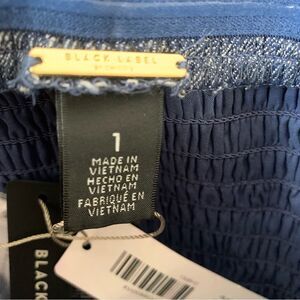 BLACK LABEL
1
MADE IN
VIETNAM
HECHO EN
VIETNAM
FABRIQUÉ EN
VIETNAM
BLACK